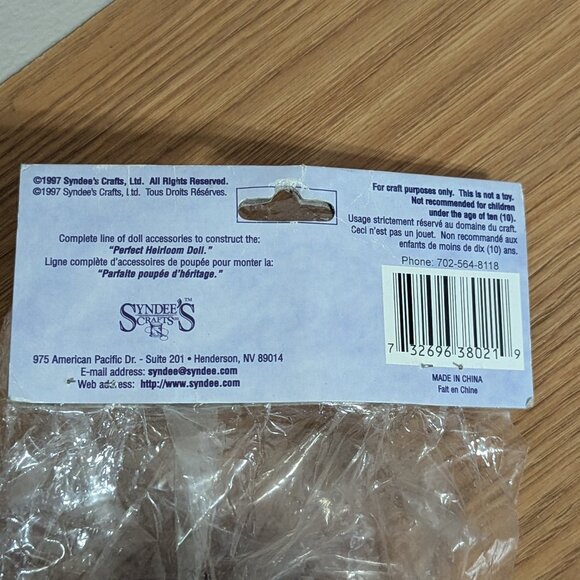 ©1997 Syndee's Crafts, Ltd. All Rights Reserved.
©1997 Syndee's Crafts, Ltd. Tous Droits Résérves.
Complete line of doll accessories to construct the:
"Perfect Heirloom Doll."
Ligne complète d'accessoires de poupée pour monter la:
"Parfaite poupée d'héritage."
SYNDEE'S™
CRAFTS
975 American Pacific Dr. - Suite 201 • Henderson, NV 89014
E-mail address: syndee@syndee.com
Web address: http://www.syndee.com
For craft purposes only. This is not a toy.
Not recommended for children
under the age of ten (10).
Usage strictement réservé au domaine du craft.
Ceci n'est pas un jouet. Non recommandé aux
enfants de moins de dix (10) ans.
Phone: 702-564-8118
7 32696 38021 9
MADE IN CHINA
Fait en Chine